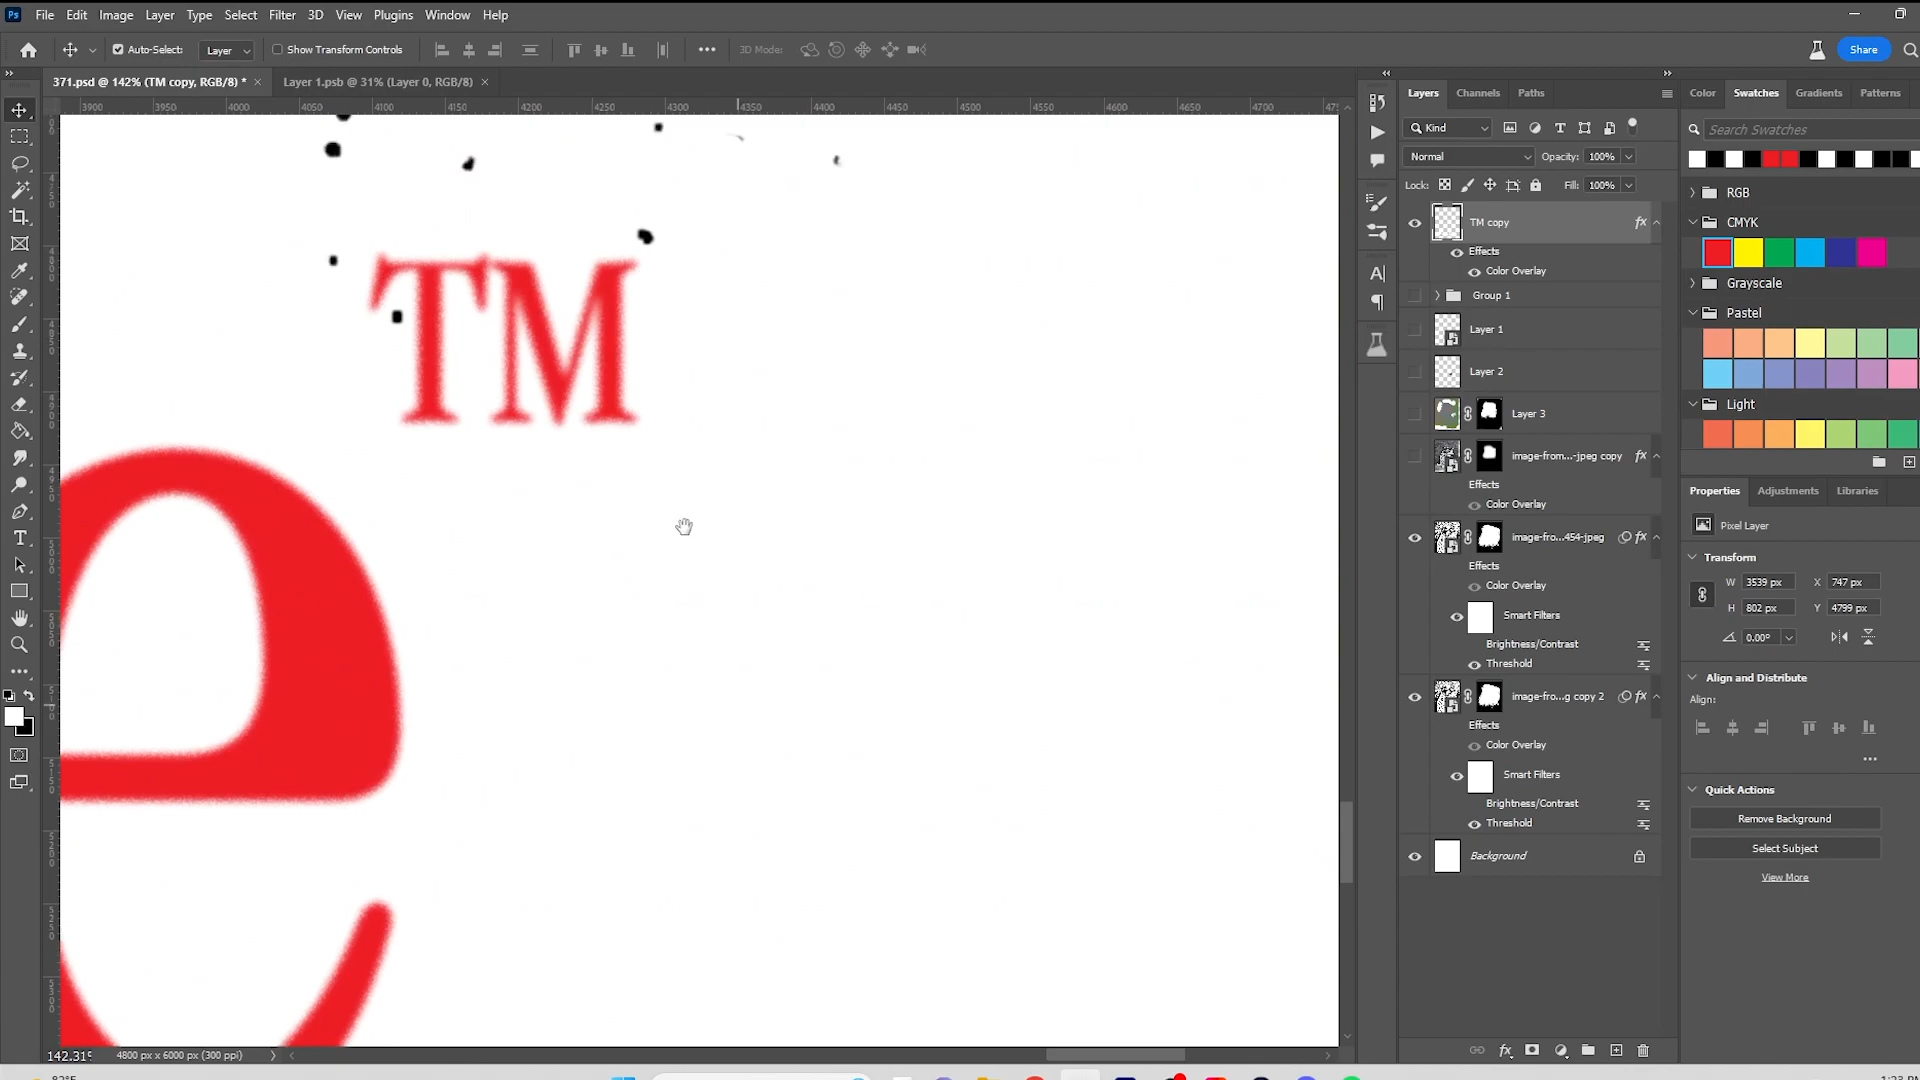 Ps File Edit Image Layer Type Select Filter 3D View Plugins Window Help
Auto-Select: Layer Show Transform Controls 3D Mode: Share
371.psd @ 142% (TM copy, RGB/8) * × Layer 1.psb @ 31% (Layer 0, RGB/8) ×
3900 3950 4000 4050 4100 4150 4200 4250 4300 4350 4400 4450 4500 4550 4600 4650 4700
TM
142.31
4800 px x 6000 px (300 ppi)
Layers Channels Paths
Kind
Normal Opacity: 100%
Lock: Fill: 100%
TM copy fx
Effects
Color Overlay
Group 1
Layer 1
Layer 2
Layer 3
image-from...-jpeg copy fx
Effects
Color Overlay
image-fro...454-jpeg fx
Effects
Color Overlay
Smart Filters
Brightness/Contrast
Threshold
image-fro...g copy 2 fx
Effects
Color Overlay
Smart Filters
Brightness/Contrast
Threshold
Background
fx
Color Swatches Gradients Patterns
Search Swatches
RGB
CMYK
Grayscale
Pastel
Light
Properties Adjustments Libraries
Pixel Layer
Transform
W 3539 px X 747 px
H 802 px Y 4799 px
0.00°
Align and Distribute
Align:
Quick Actions
Remove Background
Select Subject
View More